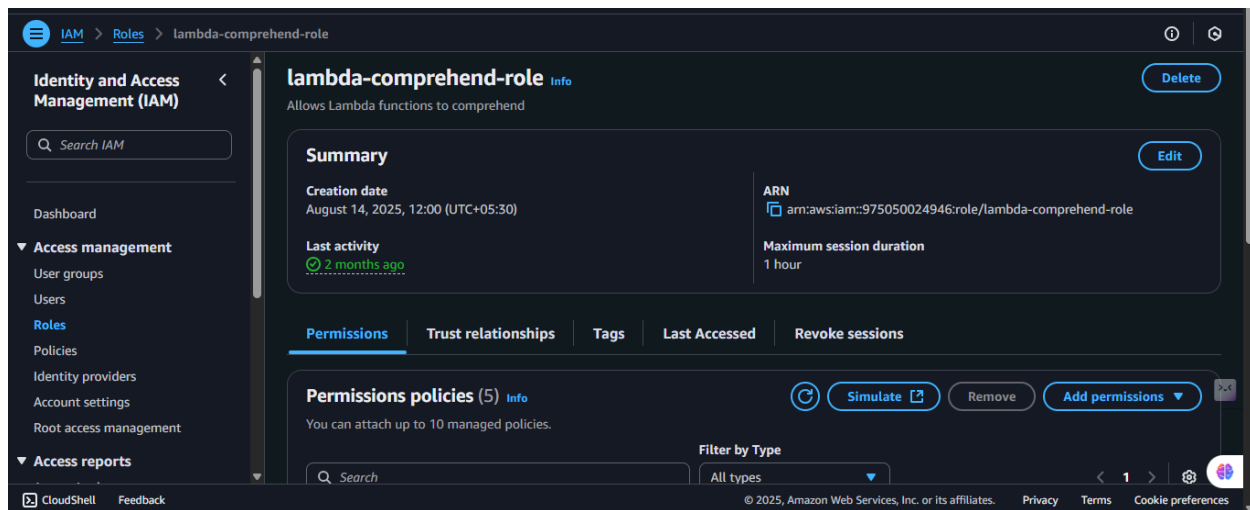 IAM > Roles > lambda-comprehend-role
Identity and Access
Management (IAM)
Search IAM
Dashboard
Access management
User groups
Users
Roles
Policies
Identity providers
Account settings
Root access management
Access reports
lambda-comprehend-role Info
Delete
Allows Lambda functions to comprehend
Summary
Edit
Creation date
August 14, 2025, 12:00 (UTC+05:30)
ARN
arn:aws:iam::975050024946:role/lambda-comprehend-role
Last activity
2 months ago
Maximum session duration
1 hour
Permissions Trust relationships Tags Last Accessed Revoke sessions
Permissions policies (5) Info
Simulate Remove Add permissions
You can attach up to 10 managed policies.
Filter by Type
Search All types 1
CloudShell Feedback © 2025, Amazon Web Services, Inc. or its affiliates. Privacy Terms Cookie preferences